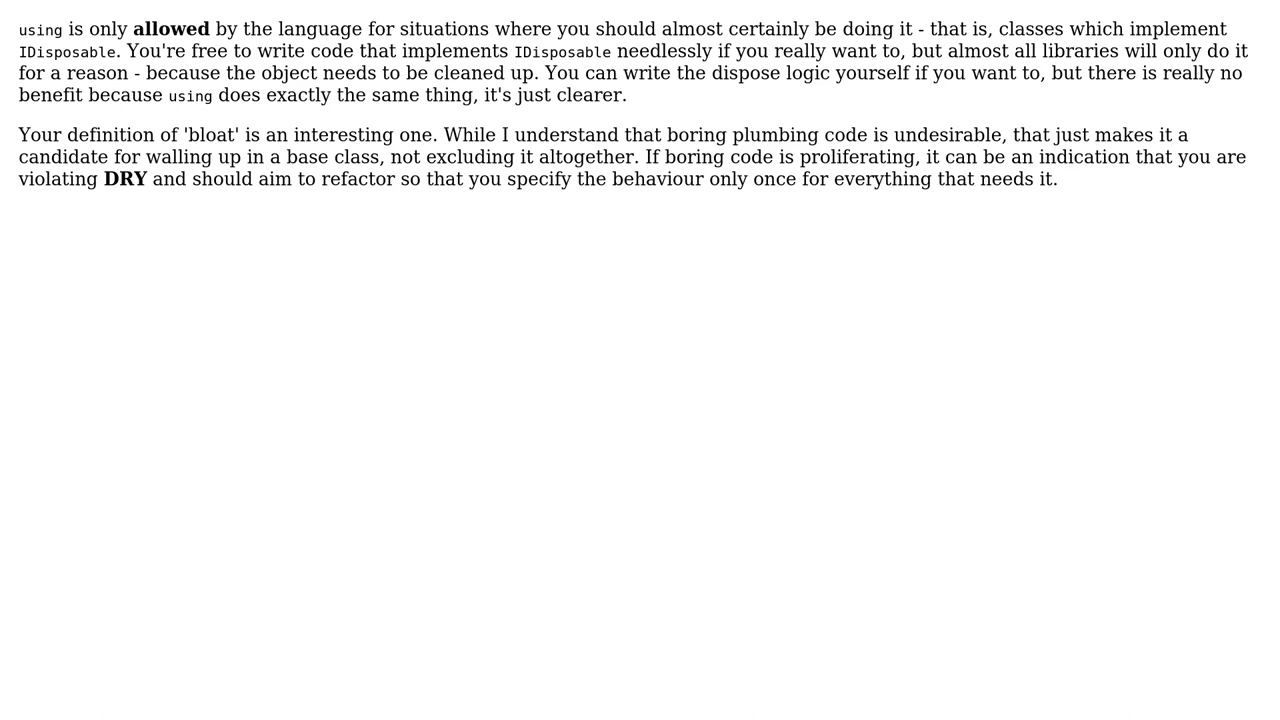 using is only allowed by the language for situations where you should almost certainly be doing it - that is, classes which implement
IDisposable. You're free to write code that implements IDisposable needlessly if you really want to, but almost all libraries will only do it
for a reason - because the object needs to be cleaned up. You can write the dispose logic yourself if you want to, but there is really no
benefit because using does exactly the same thing, it's just clearer.
Your definition of 'bloat' is an interesting one. While I understand that boring plumbing code is undesirable, that just makes it a
candidate for walling up in a base class, not excluding it altogether. If boring code is proliferating, it can be an indication that you are
violating DRY and should aim to refactor so that you specify the behaviour only once for everything that needs it.